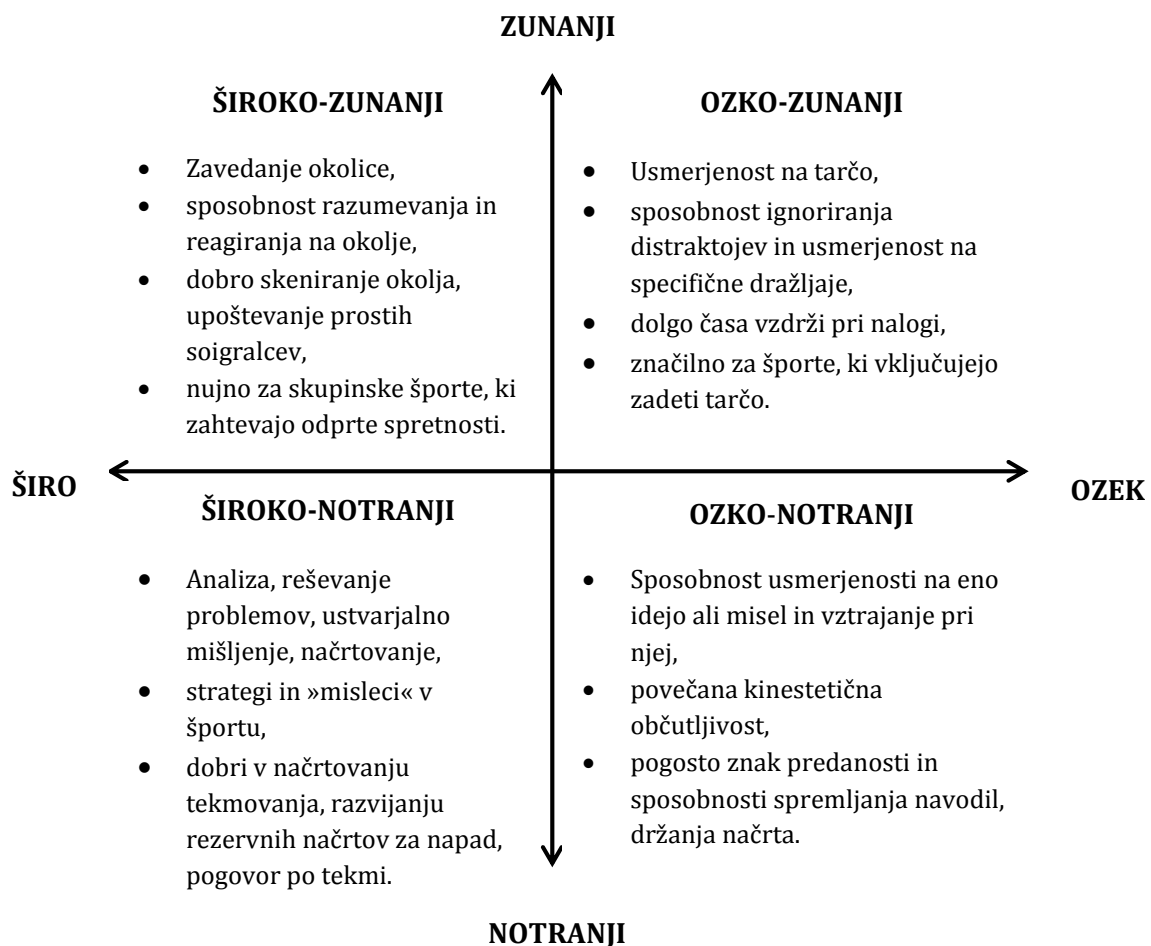 ZUNANJI
ŠIROKO-ZUNANJI
• Zavedanje okolice,
• sposobnost razumevanja in
reagiranja na okolje,
• dobro skeniranje okolja,
upoštevanje prostih
soigralcev,
• nujno za skupinske športe, ki
zahtevajo odprte spretnosti.
OZKO-ZUNANJI
• Usmerjenost na tarčo,
• sposobnost ignoriranja
distraktojev in usmerjenost na
specifične dražljaje,
• dolgo časa vzdrži pri nalogi,
• značilno za športe, ki vključujejo
zadeti tarčo.
ŠIRO
OZEK
ŠIROKO-NOTRANJI
• Analiza, reševanje
problemov, ustvarjalno
mišljenje, načrtovanje,
• strategi in »misleci« v
športu,
• dobri v načrtovanju
tekmovanja, razvijanju
rezervnih načrtov za napad,
pogovor po tekmi.
OZKO-NOTRANJI
• Sposobnost usmerjenosti na eno
idejo ali misel in vztrajanje pri
njej,
• povečana kinestetična
občutljivost,
• pogosto znak predanosti in
sposobnosti spremljanja navodil,
držanja načrta.
NOTRANJI